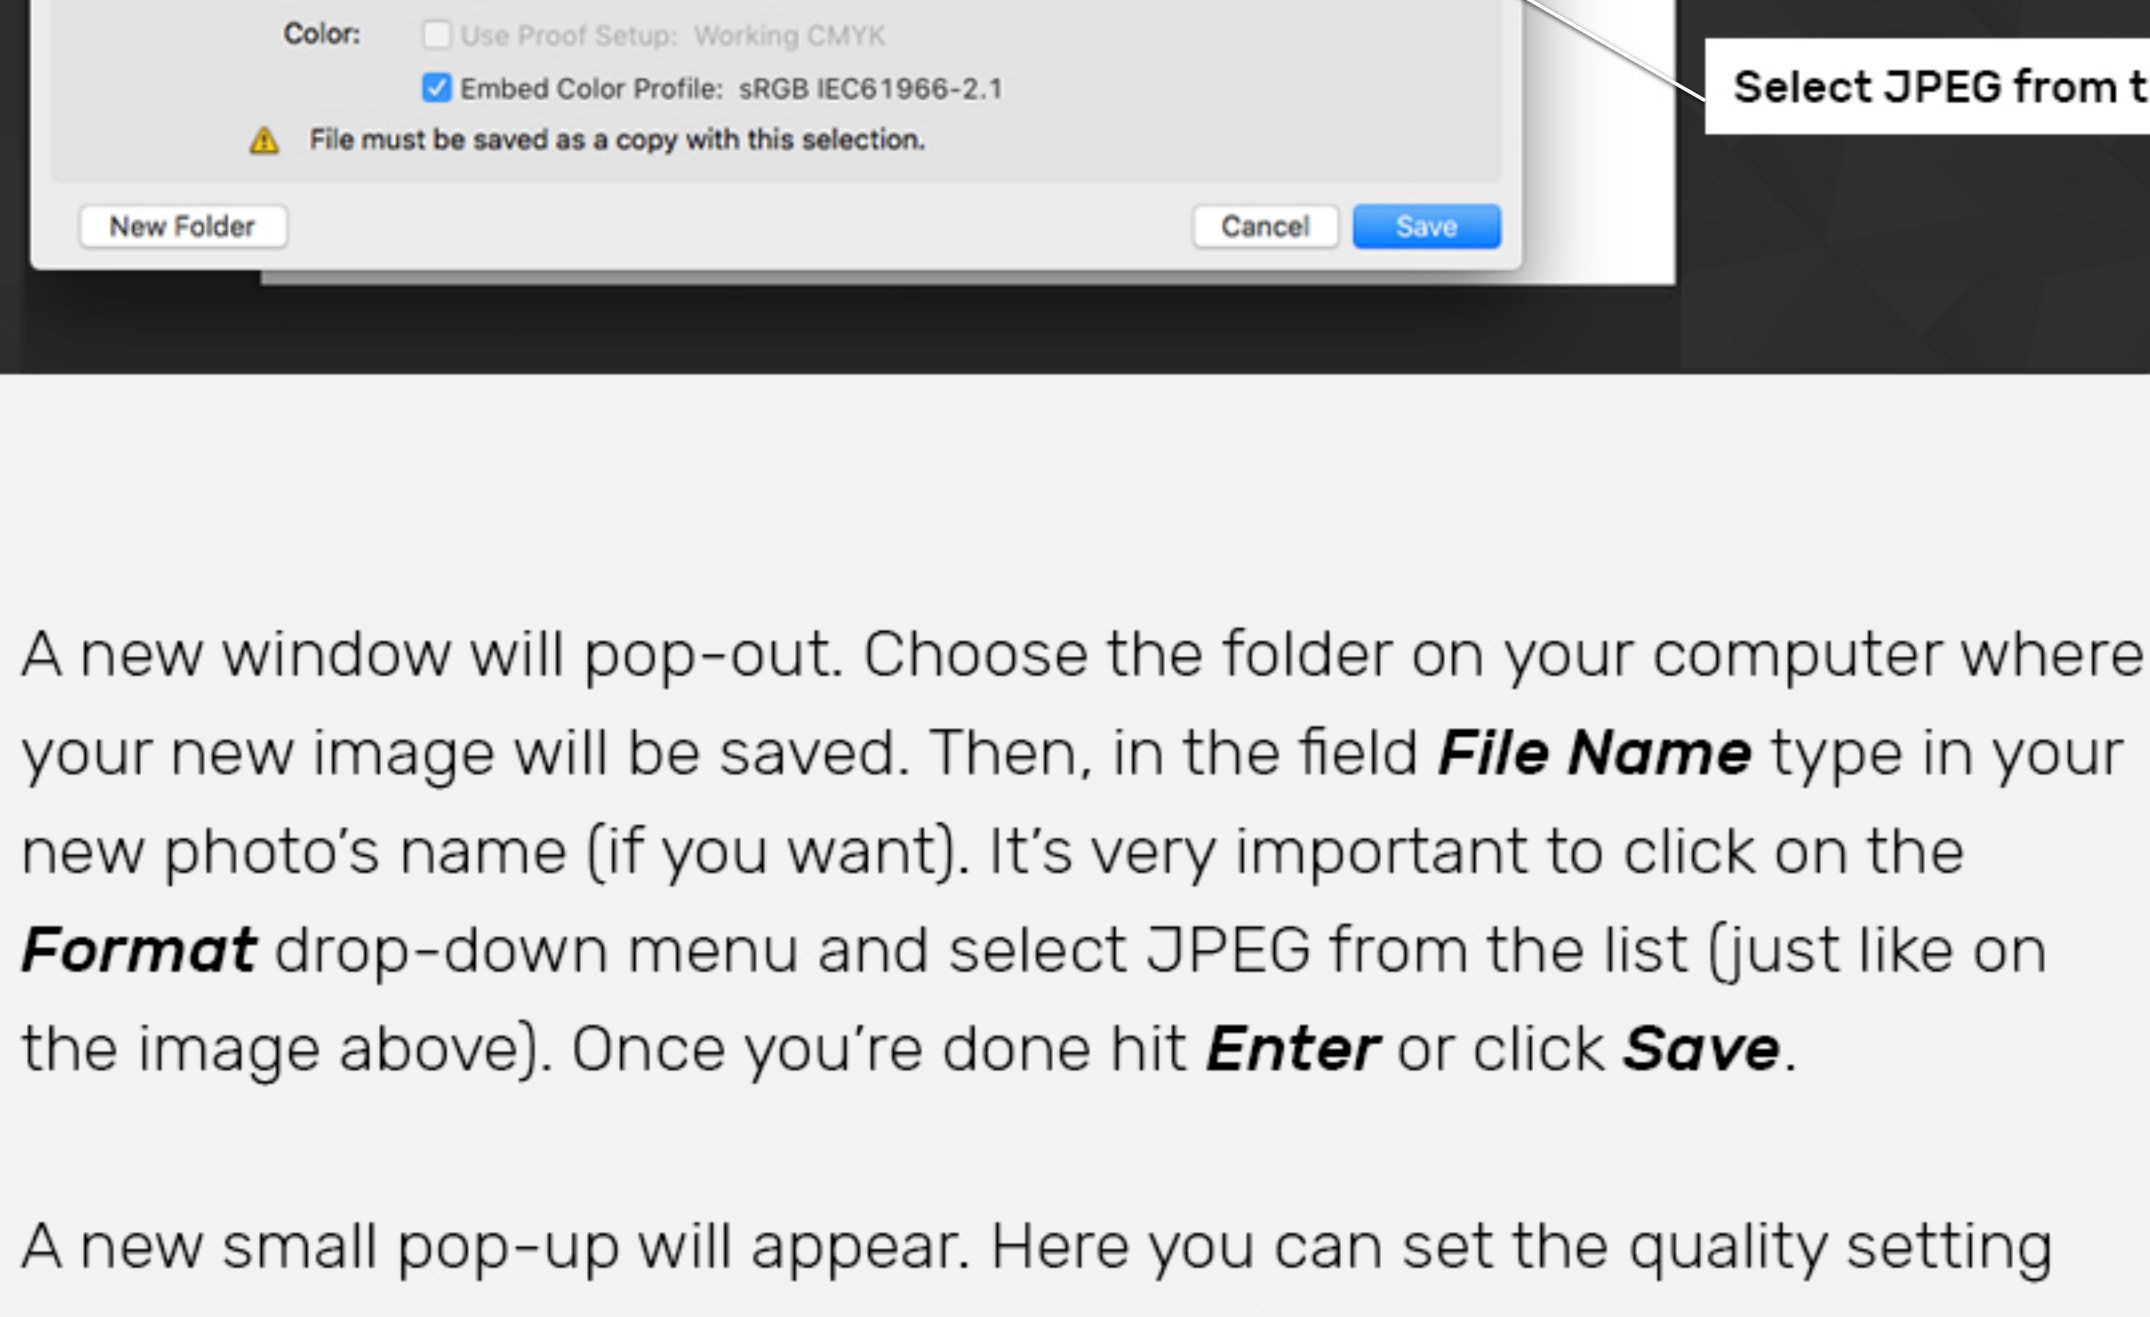 Color: Use Proof Setup: Working CMYK
Embed Color Profile: sRGB IEC61966-2.1
Select JPEG from t
File must be saved as a copy with this selection.
New Folder Cancel Save
A new window will pop-out. Choose the folder on your computer where
your new image will be saved. Then, in the field File Name type in your
new photo’s name (if you want). It’s very important to click on the
Format drop-down menu and select JPEG from the list (just like on
the image above). Once you’re done hit Enter or click Save.
A new small pop-up will appear. Here you can set the quality setting